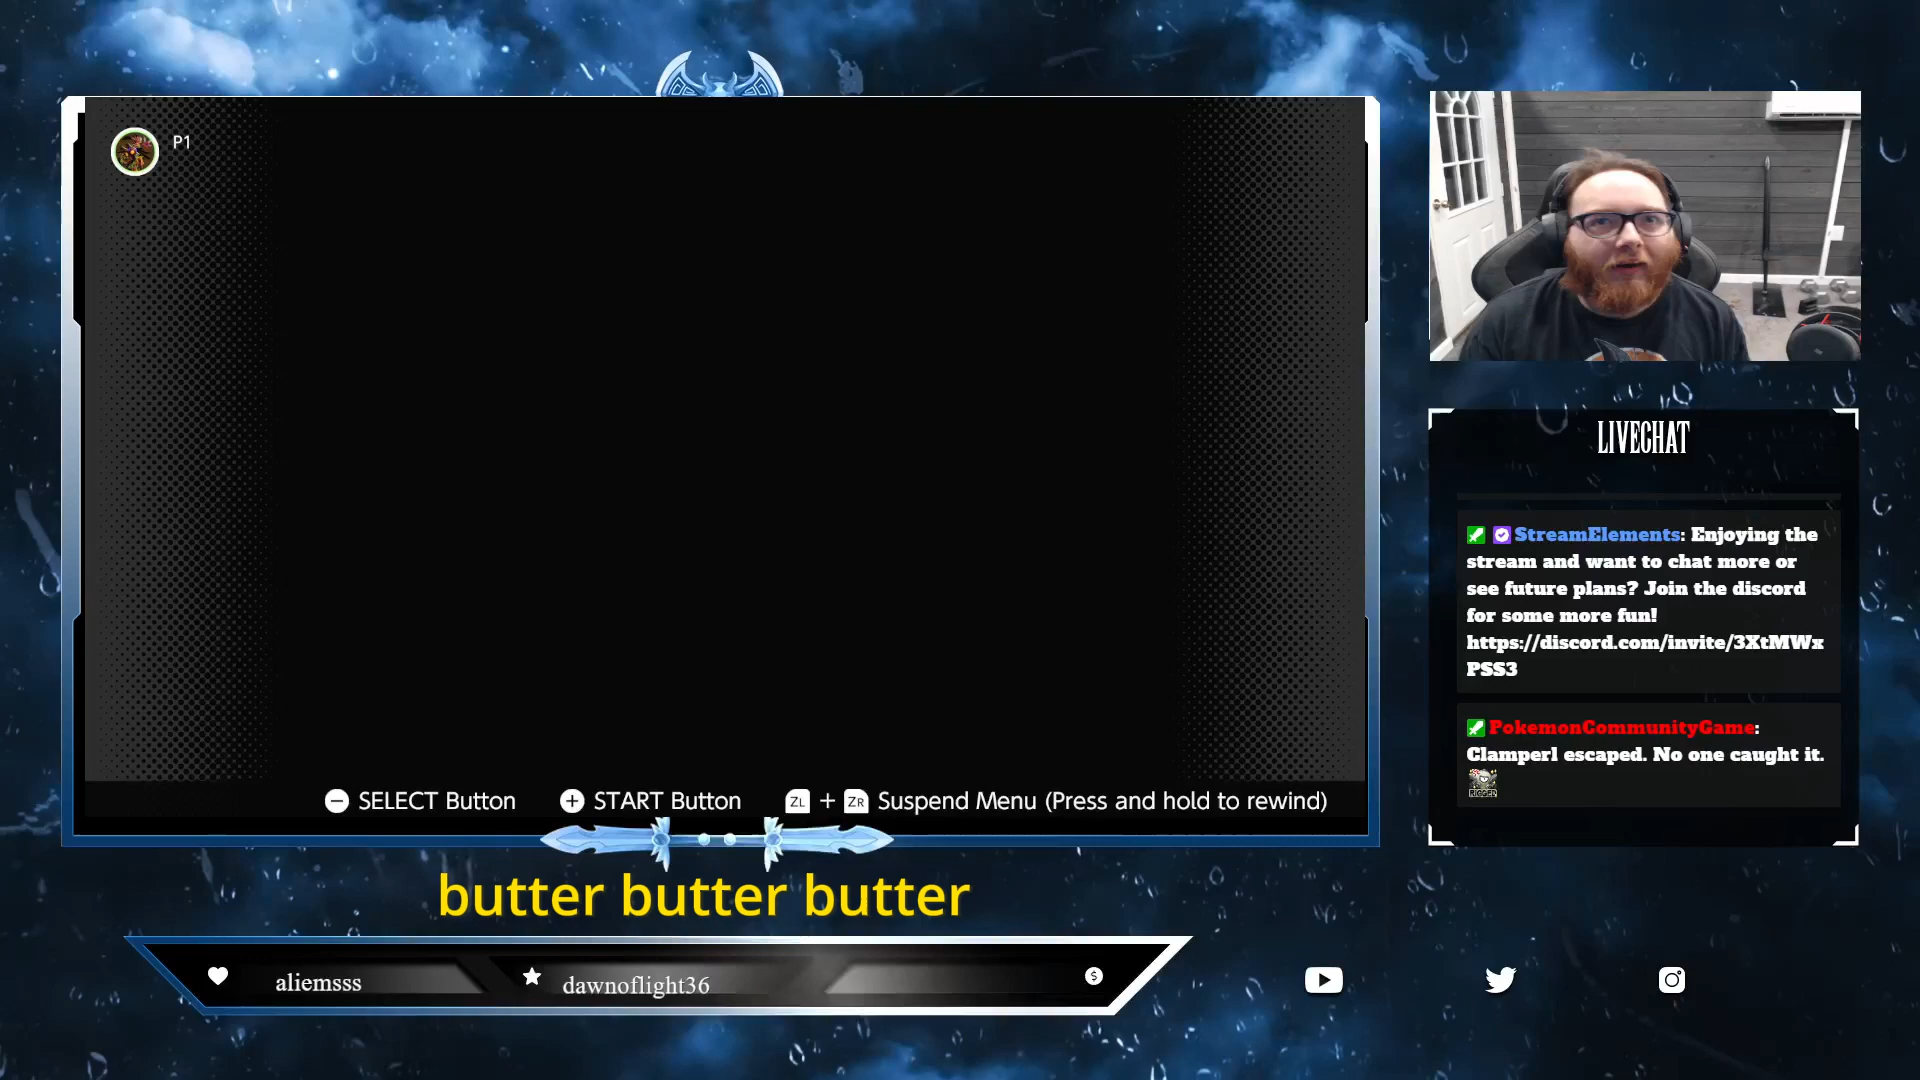 P1
SELECT Button START Button ZL + ZR Suspend Menu (Press and hold to rewind)
butter butter butter
aliemsss
dawnoflight36
LIVECHAT
StreamElements: Enjoying the
stream and want to chat more or
see future plans? Join the discord
for some more fun!
https://discord.com/invite/3XtMWx
PSS3
PokemonCommunityGame:
Clamperl escaped. No one caught it.